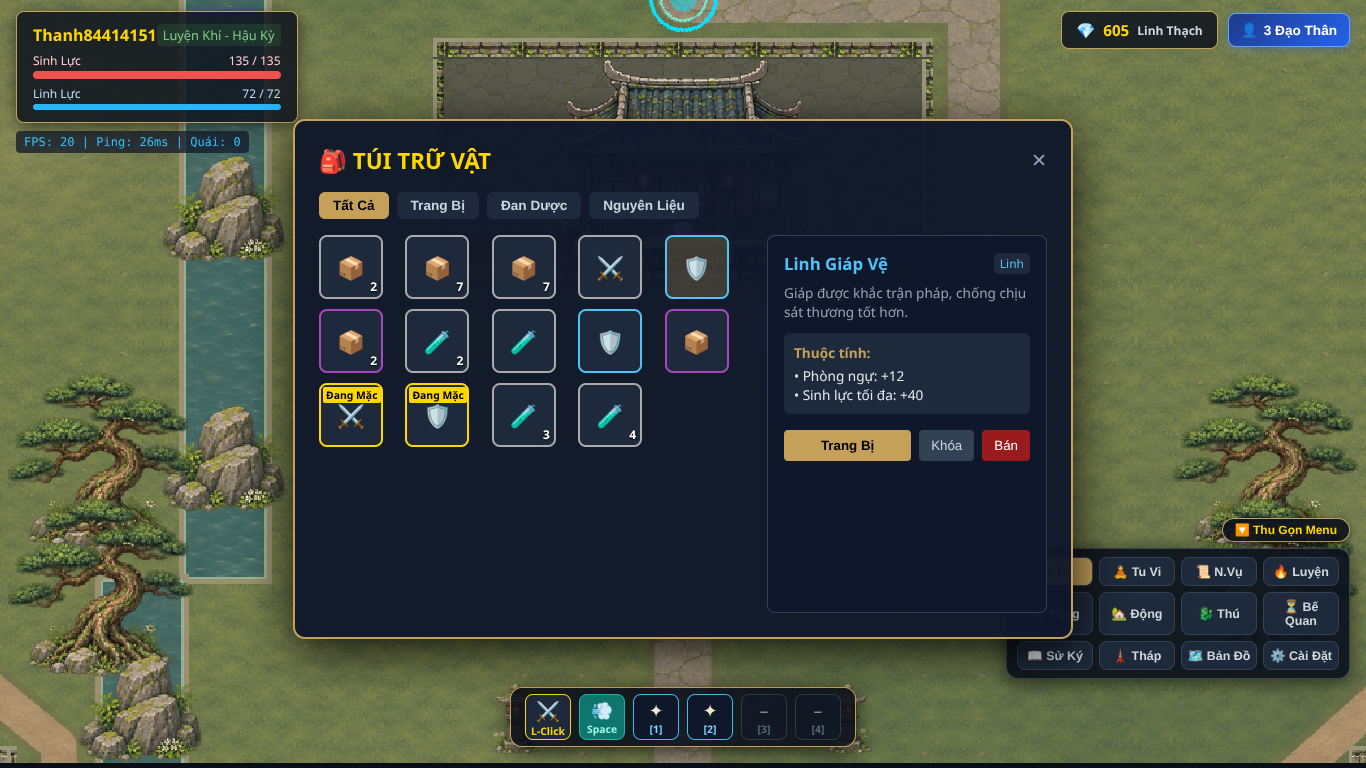 Thanh84414151 Luyện Khí - Hậu Kỳ
Sinh Lực 135 / 135
Linh Lực 72 / 72
FPS: 20 | Ping: 26ms | Quái: 0
605 Linh Thạch
3 Đạo Thân
TÚI TRỮ VẬT
Tất Cả Trang Bị Đan Dược Nguyên Liệu
2 7 7
2 2
Đang Mặc Đang Mặc
3 4
Linh Giáp Vệ Linh
Giáp được khắc trận pháp, chống chịu
sát thương tốt hơn.
Thuộc tính:
• Phòng ngự: +12
• Sinh lực tối đa: +40
Trang Bị Khóa Bán
Thu Gọn Menu
Tu Vi N.Vụ Luyện
Động Thú Bế
Quan
Sử Ký Tháp Bản Đồ Cài Đặt
L-Click Space [1] [2] [3] [4]